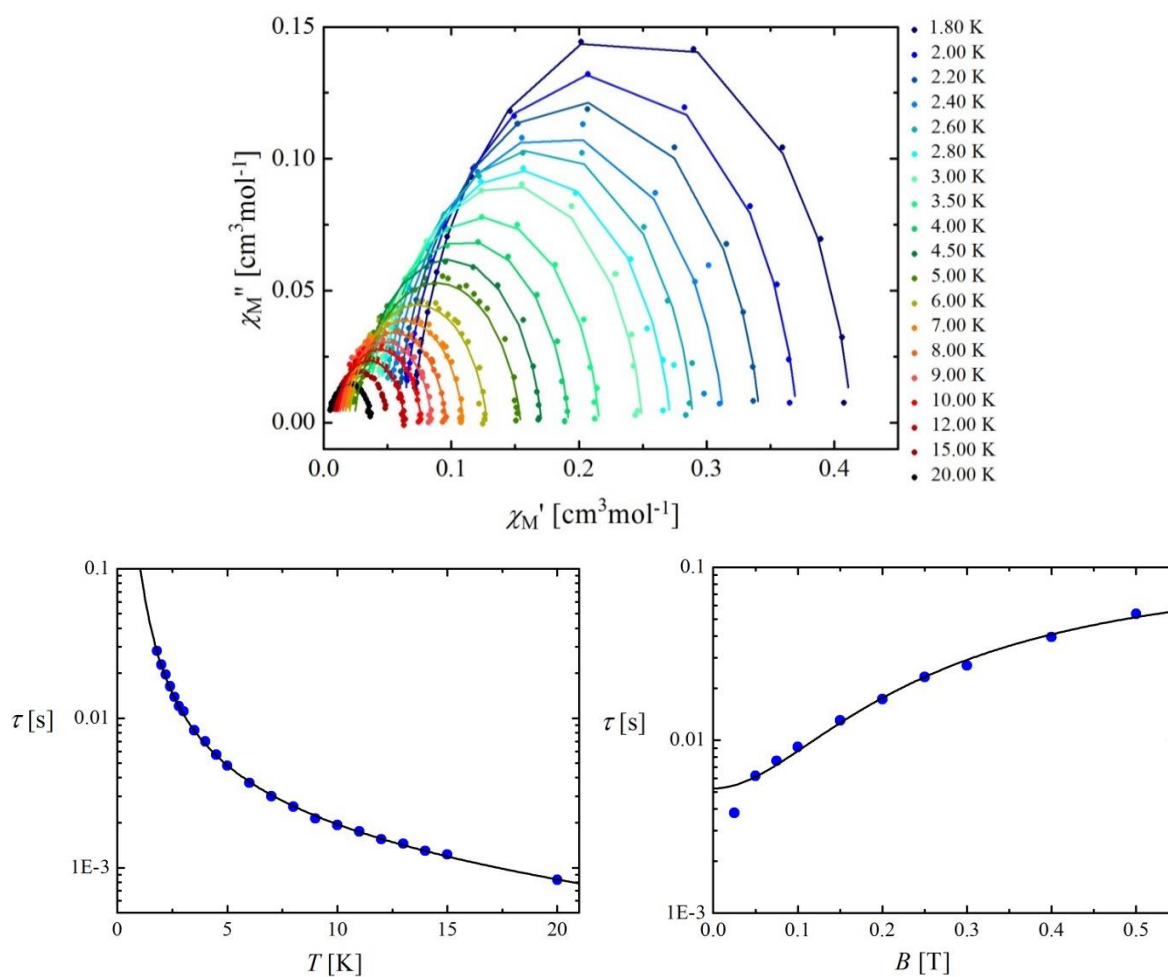 0.15
0.10
0.05
0.00
χM'' [cm³mol⁻¹]
0.0
0.1
0.2
0.3
0.4
χM' [cm³mol⁻¹]
1.80 K
2.00 K
2.20 K
2.40 K
2.60 K
2.80 K
3.00 K
3.50 K
4.00 K
4.50 K
5.00 K
6.00 K
7.00 K
8.00 K
9.00 K
10.00 K
12.00 K
15.00 K
20.00 K
0.1
0.01
1E-3
τ [s]
0
5
10
15
20
T [K]
0.1
0.01
1E-3
τ [s]
0.0
0.1
0.2
0.3
0.4
0.5
B [T]